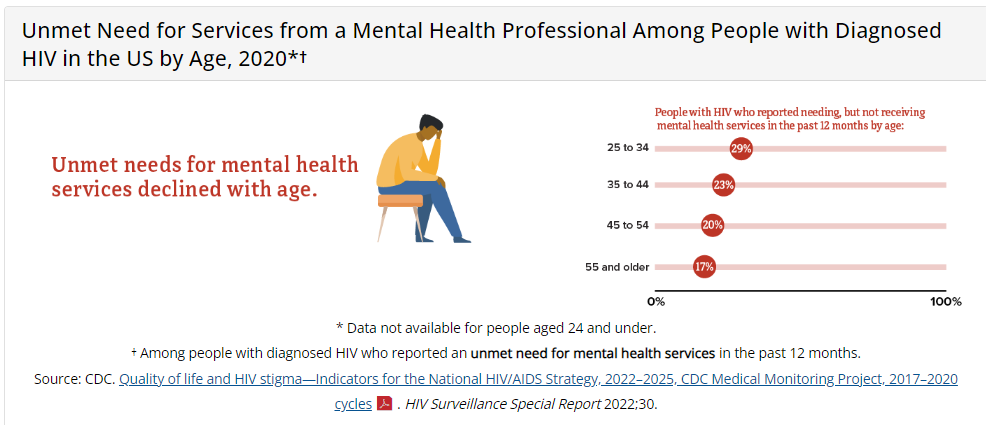 Unmet Need for Services from a Mental Health Professional Among People with Diagnosed
HIV in the US by Age, 2020*†
Unmet needs for mental health
services declined with age.
People with HIV who reported needing, but not receiving
mental health services in the past 12 months by age:
25 to 34 29%
35 to 44 23%
45 to 54 20%
55 and older 17%
0% 100%
* Data not available for people aged 24 and under.
† Among people with diagnosed HIV who reported an unmet need for mental health services in the past 12 months.
Source: CDC. Quality of life and HIV stigma—Indicators for the National HIV/AIDS Strategy, 2022–2025, CDC Medical Monitoring Project, 2017–2020
cycles . HIV Surveillance Special Report 2022;30.